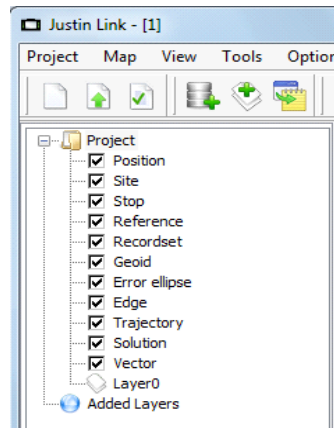 Justin Link - [1]
Project Map View Tools Option
Project
Position
Site
Stop
Reference
Recordset
Geoid
Error ellipse
Edge
Trajectory
Solution
Vector
Layer0
Added Layers